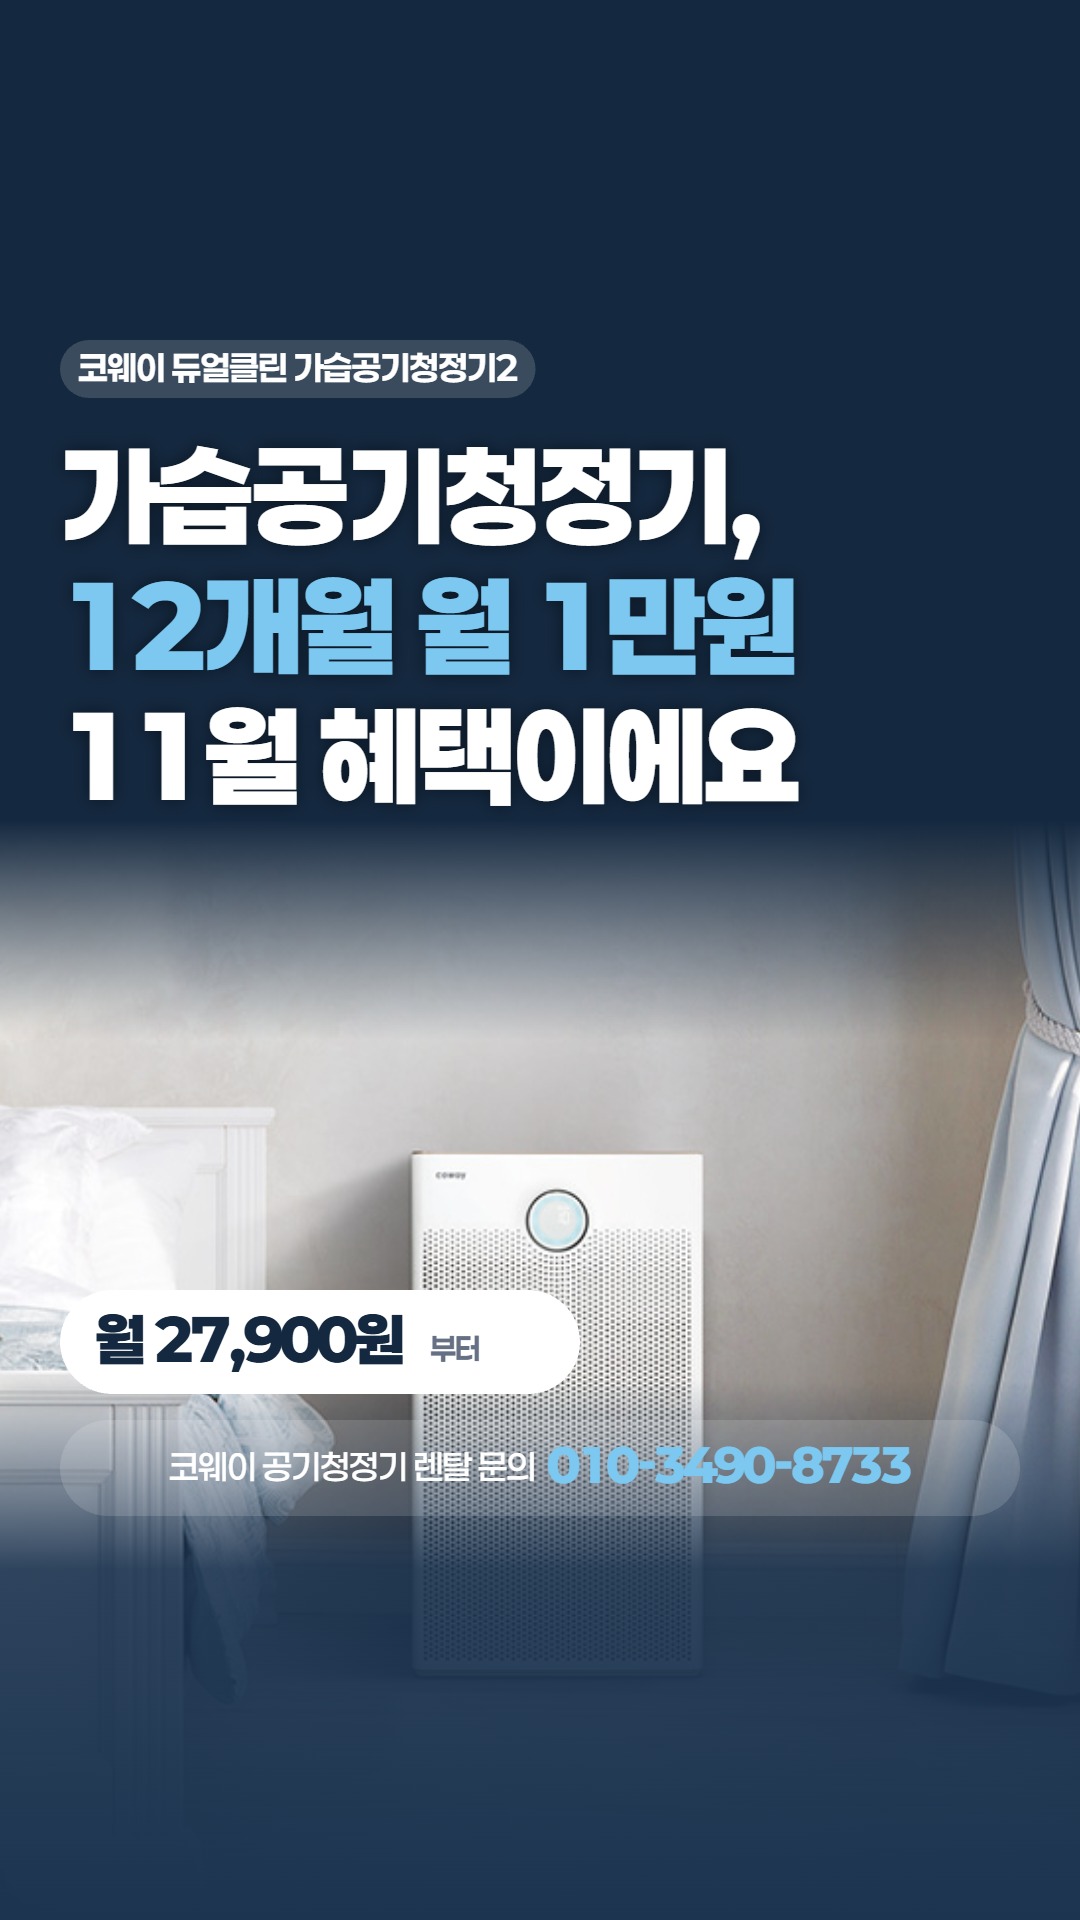 코웨이 듀얼클린 가습공기청정기2
가습공기청정기,
12개월 월 1만원
11월 혜택이에요
coway
월 27,900원 부터
코웨이 공기청정기 렌탈 문의 010-3490-8733